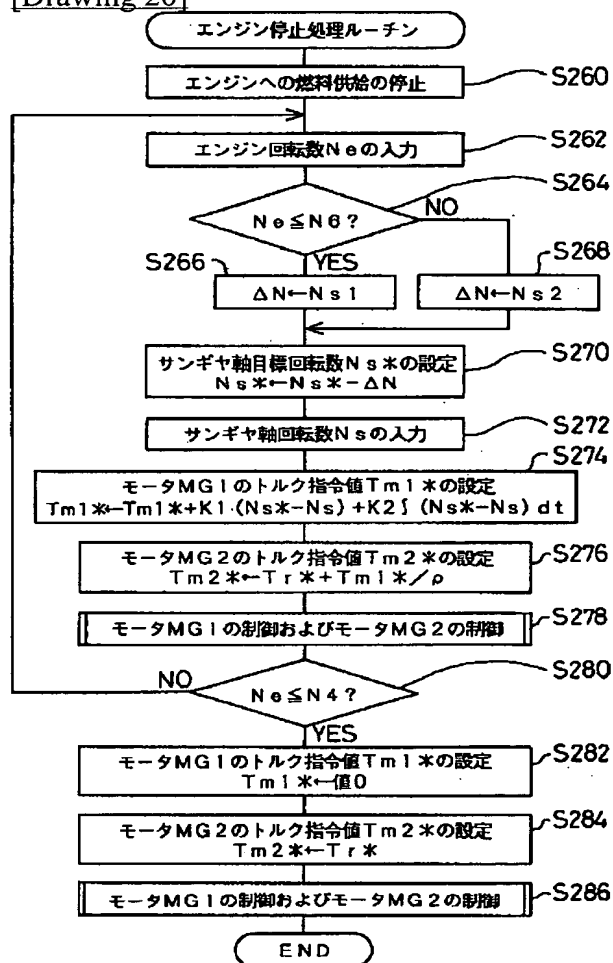 [Drawing 20]
エンジン停止処理ルーチン
エンジンへの燃料供給の停止
S260
エンジン回転数Neの入力
S262
S264
Ne≦N6?
NO
YES
S266
ΔN←Ns1
S268
ΔN←Ns2
サンギヤ軸目標回転数Ns*の設定
Ns*←Ns*-ΔN
S270
サンギヤ軸回転数Nsの入力
S272
S274
モータMG1のトルク指令値Tm1*の設定
Tm1*←Tm1*+K1・(Ns*-Ns)+K2∫(Ns*-Ns)dt
モータMG2のトルク指令値Tm2*の設定
Tm2*←Tr*+Tm1*/ρ
S276
モータMG1の制御およびモータMG2の制御
S278
S280
NO
Ne≦N4?
YES
モータMG1のトルク指令値Tm1*の設定
Tm1*←値0
S282
モータMG2のトルク指令値Tm2*の設定
Tm2*←Tr*
S284
モータMG1の制御およびモータMG2の制御
S286
END